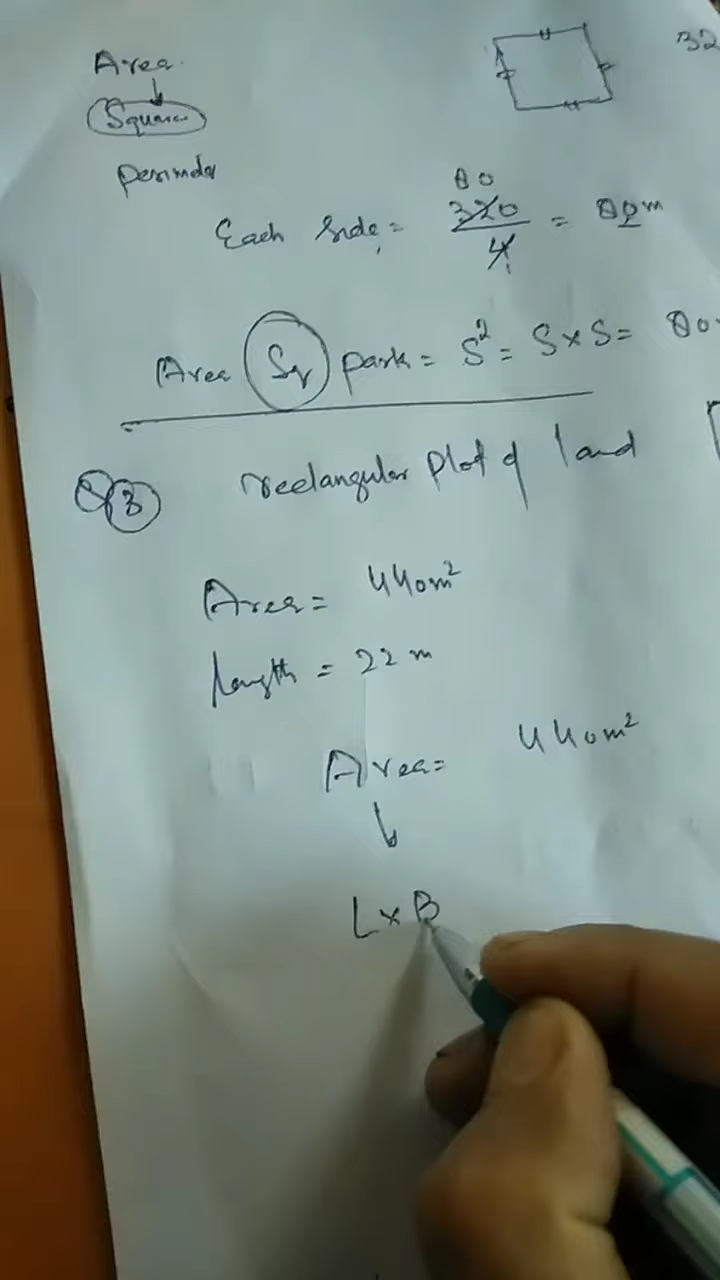 Area.
32
Square
Each side = 320/4 = 80m
80
Area Sq park = S² = S×S = 80
Q3 rectangular plot of land
Area = 440m²
length = 22 m
Area = 440m²
L×B